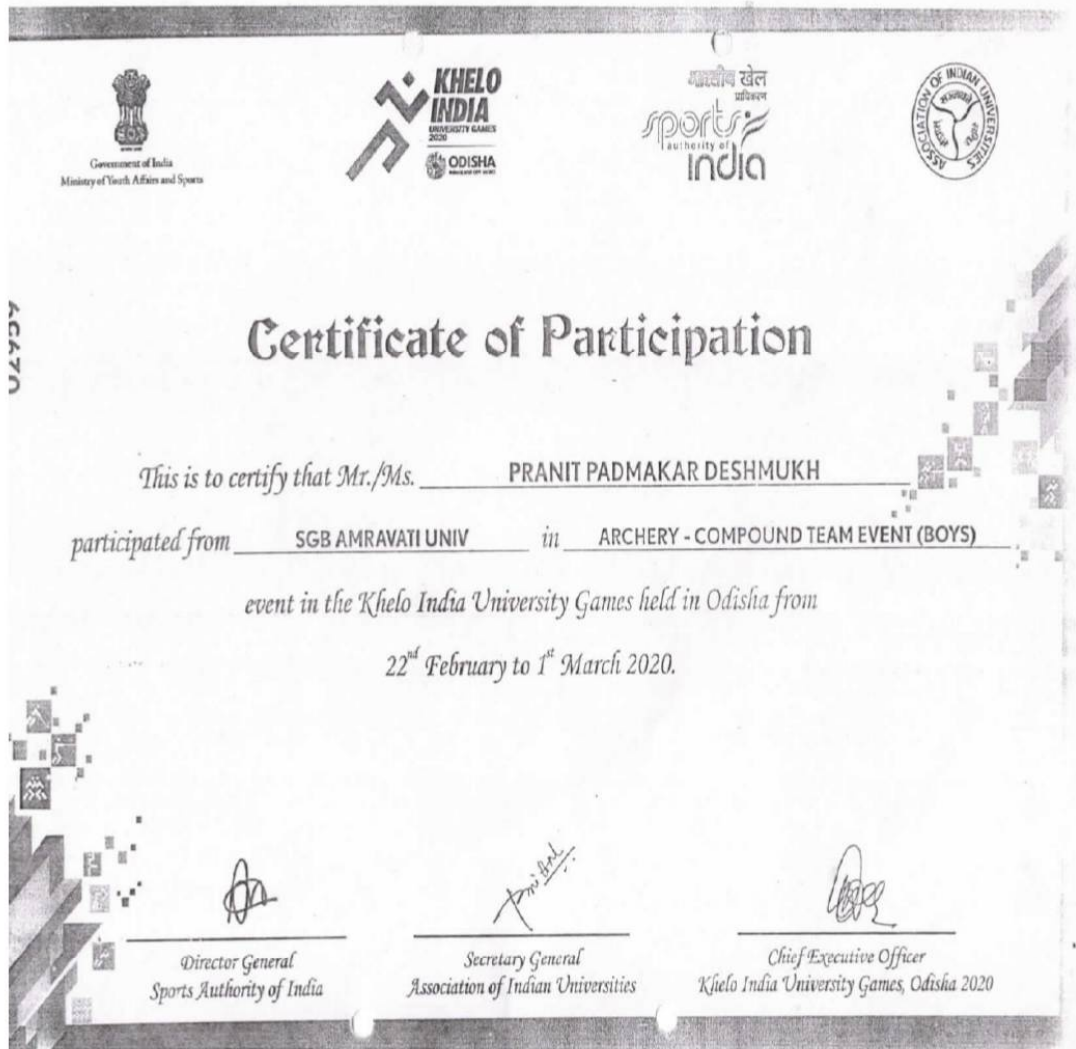 Government of India
Ministry of Youth Affairs and Sports
KHELO
INDIA
UNIVERSITY GAMES
2020
ODISHA
भारतीय खेल
प्राधिकरण
sports
authority of
india
ASSOCIATION OF INDIAN UNIVERSITIES
Certificate of Participation
This is to certify that Mr./Ms. PRANIT PADMAKAR DESHMUKH
participated from SGB AMRAVATI UNIV in ARCHERY - COMPOUND TEAM EVENT (BOYS)
event in the Khelo India University Games held in Odisha from
22nd February to 1st March 2020.
Director General
Sports Authority of India
Secretary General
Association of Indian Universities
Chief Executive Officer
Khelo India University Games, Odisha 2020